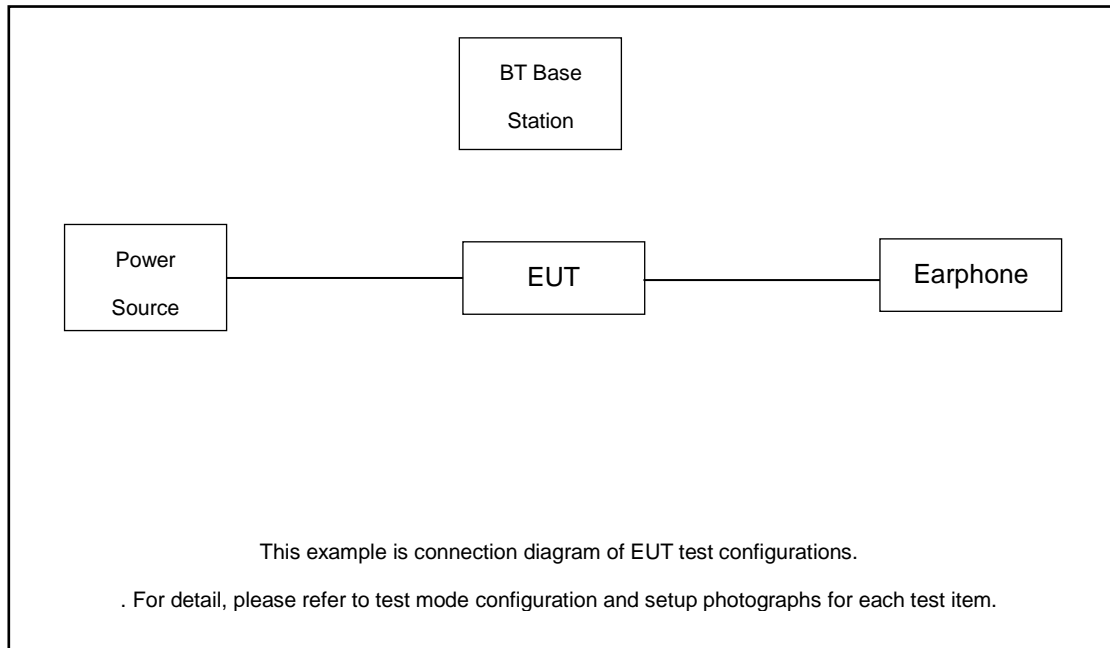 BT Base
Station
Power
Source
EUT
Earphone
This example is connection diagram of EUT test configurations.
. For detail, please refer to test mode configuration and setup photographs for each test item.